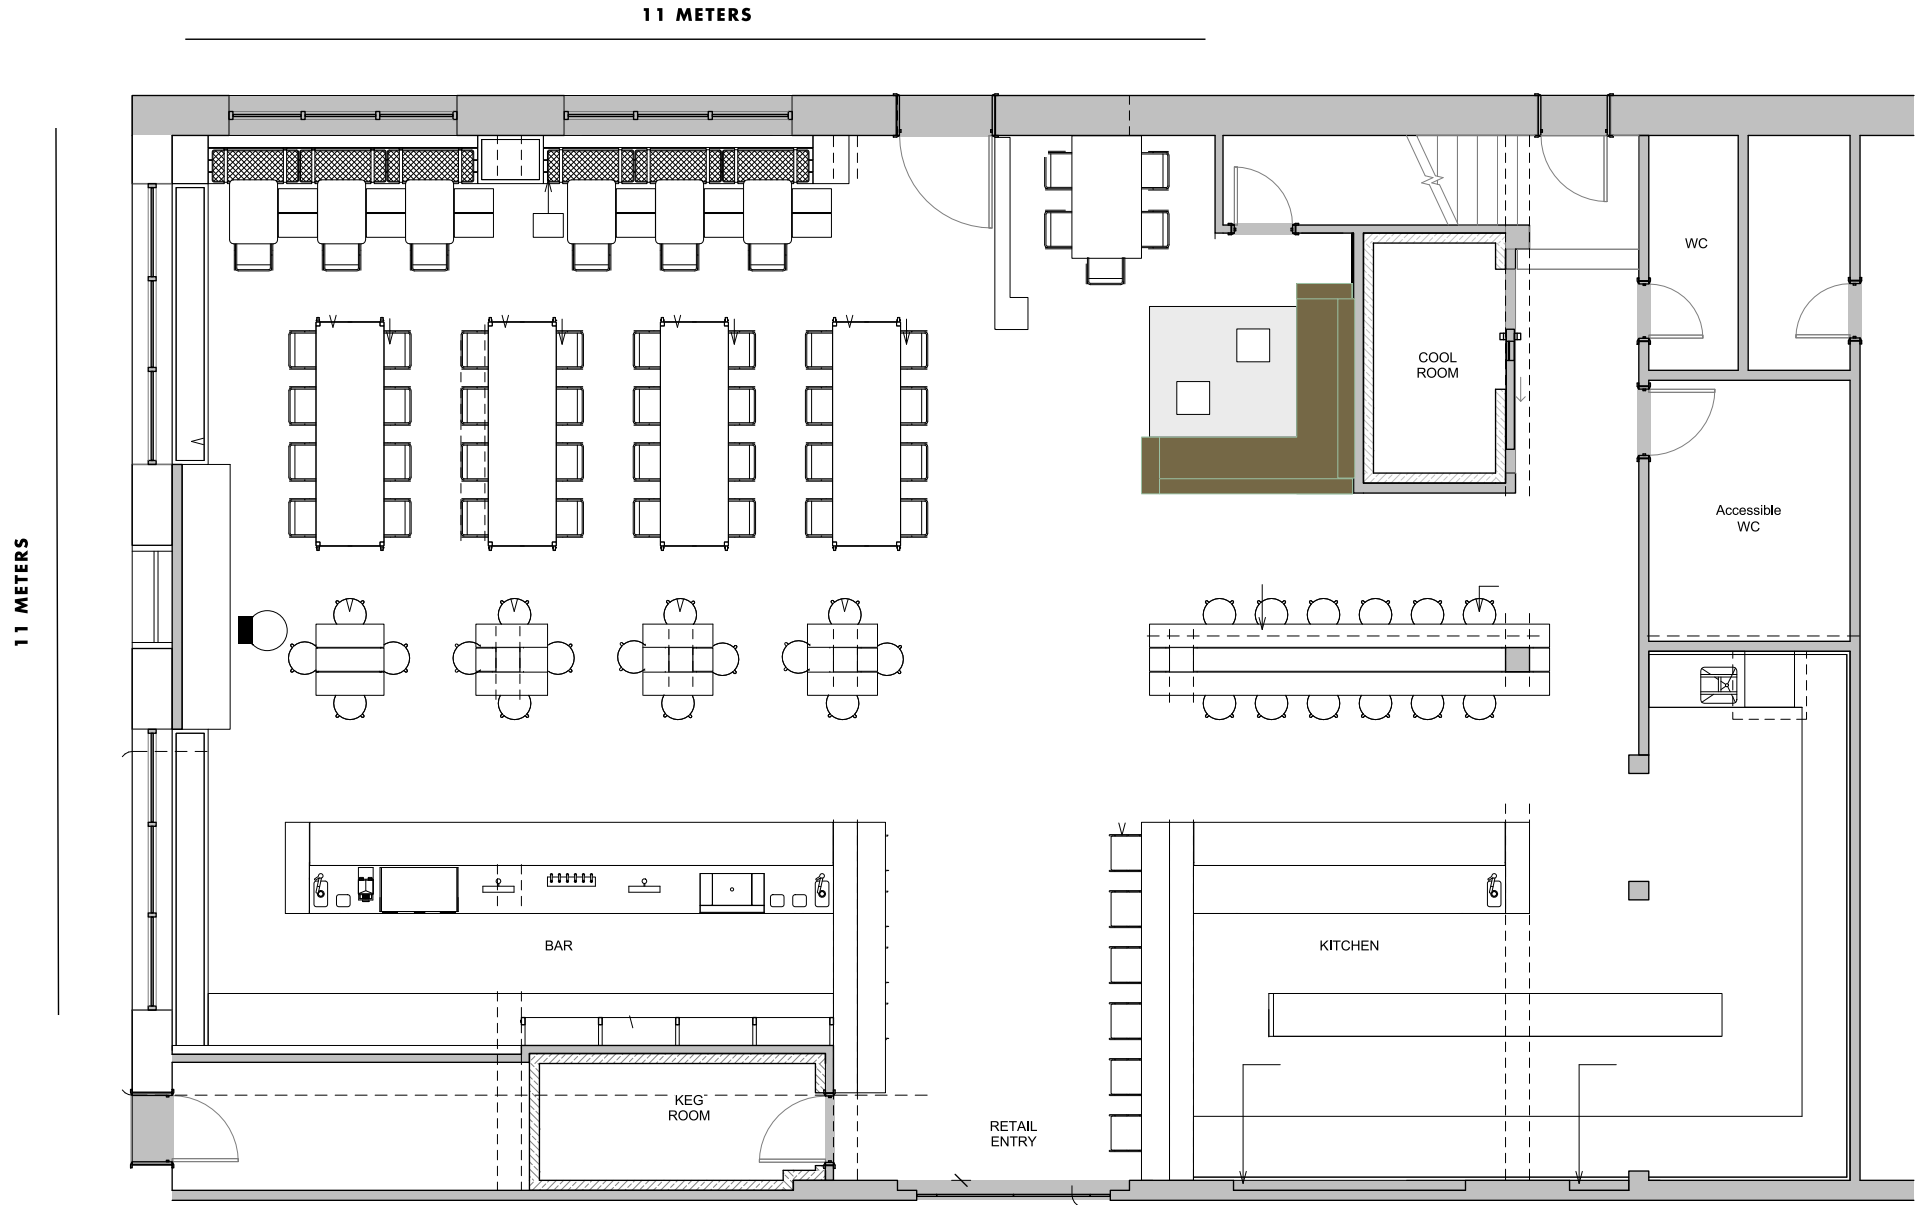 11 METERS
11 METERS
WC
COOL
ROOM
Accessible
WC
BAR
KITCHEN
KEG
ROOM
RETAIL
ENTRY